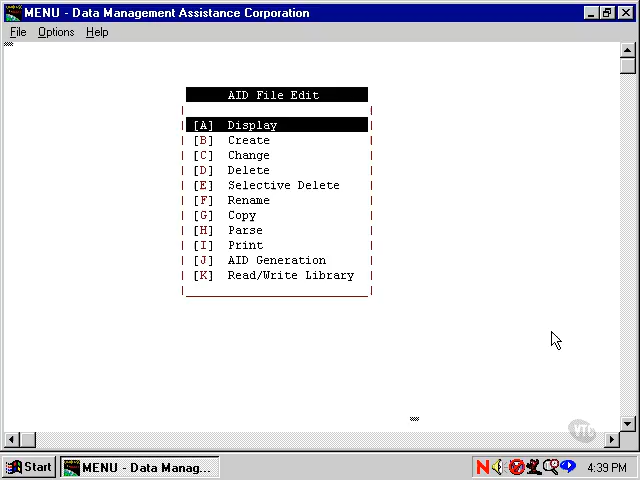 MENU - Data Management Assistance Corporation
File Options Help
AID File Edit
[A] Display
[B] Create
[C] Change
[D] Delete
[E] Selective Delete
[F] Rename
[G] Copy
[H] Parse
[I] Print
[J] AID Generation
[K] Read/Write Library
VTC
Start
MENU - Data Manag...
N
4:39 PM